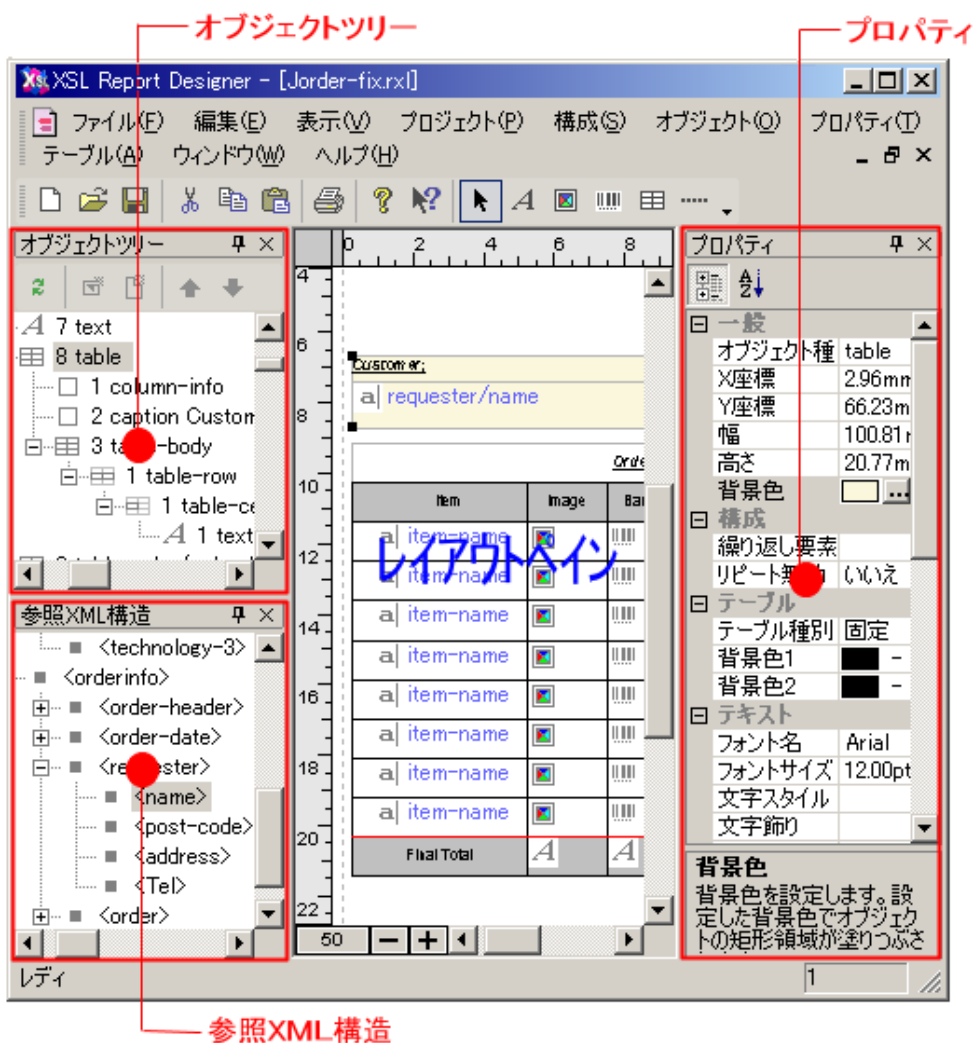 オブジェクトツリー
プロパティ
XSL Report Designer - [Jorder-fix.rxl]
ファイル(F) 編集(E) 表示(V) プロジェクト(P) 構成(S) オブジェクト(O) プロパティ(T)
テーブル(A) ウィンドウ(W) ヘルプ(H)
オブジェクトツリー
7 text
8 table
1 column-info
2 caption Custom
3 ta -body
1 table-row
1 table-ce
1 text
参照XML構造
<technology-3>
<orderinfo>
<order-header>
<order-date>
<re ester>
<name>
<post-code>
<address>
<Tel>
<order>
0 2 4 6 8
4
6
8
10
12
14
16
18
20
22
Customer;
a| requester/name
Orde
Item Image Bar
a| item-name
レイアウトペイン
a| item-name
a| item-name
a| item-name
a| item-name
a| item-name
a| item-name
a| item-name
Final Total A A
50
プロパティ
一般
オブジェクト種 table
X座標 2.96mm
Y座標 66.23m
幅 100.81
高さ 20.77m
背景色
構成
繰り返し要素
リピート無 いいえ
テーブル
テーブル種別 固定
背景色1
背景色2
テキスト
フォント名 Arial
フォントサイズ 12.00pt
文字スタイル
文字飾り
背景色
背景色を設定します。設
定した背景色でオブジェク
トの矩形領域が塗りつぶさ
レディ
1
参照XML構造